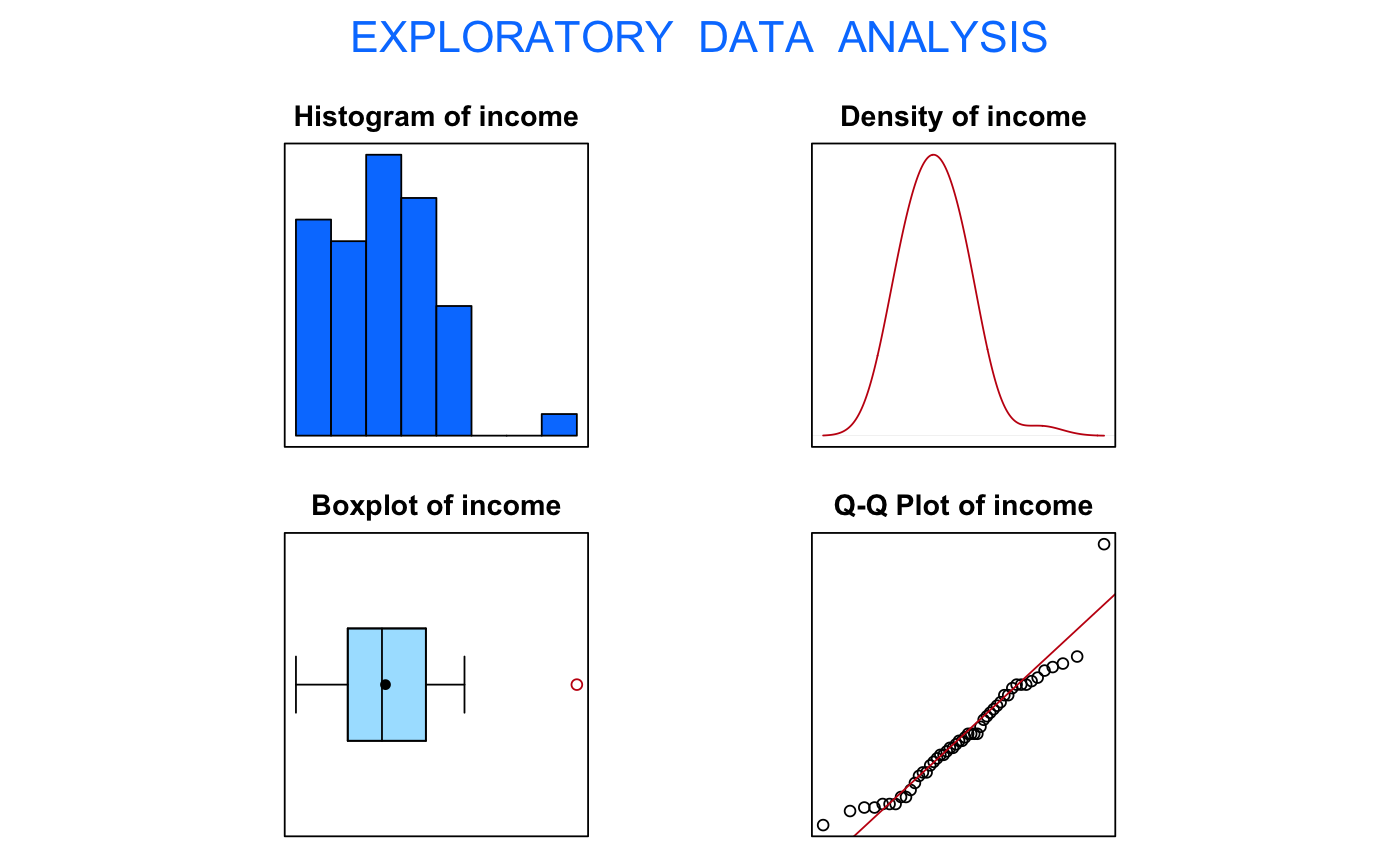 EXPLORATORY DATA ANALYSIS
Histogram of income
Density of income
Boxplot of income
Q-Q Plot of income